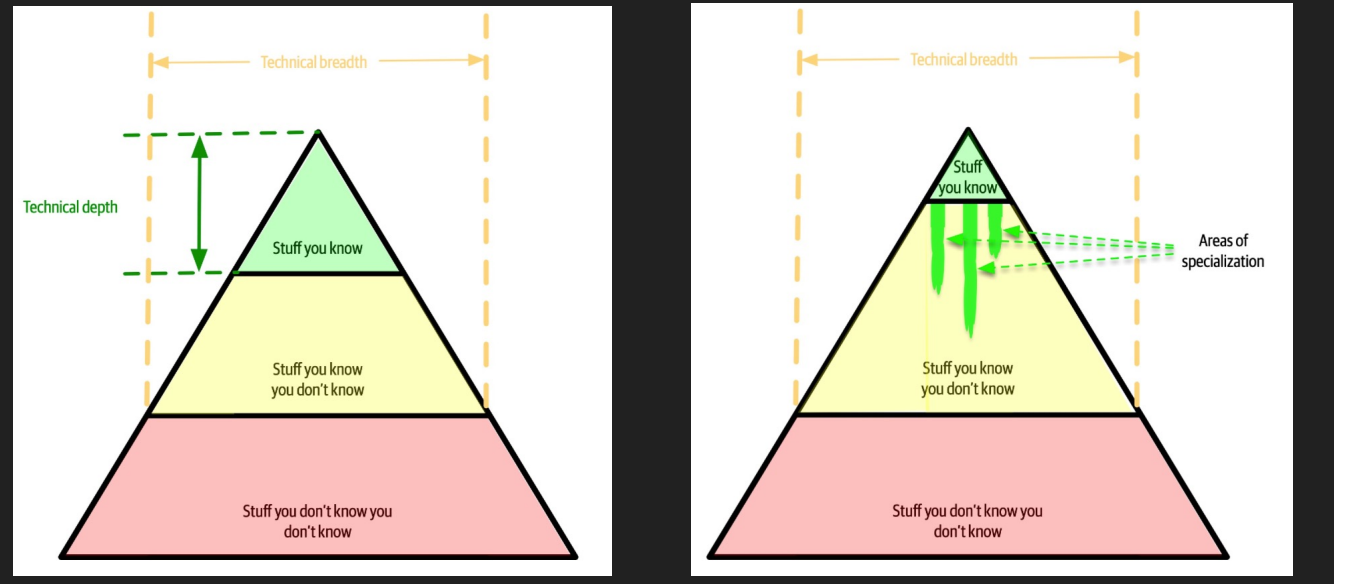 Technical breadth
Technical depth
Stuff you know
Stuff you know
you don't know
Stuff you don't know you
don't know
Technical breadth
Stuff
you know
Areas of
specialization
Stuff you know
you don't know
Stuff you don't know you
don't know